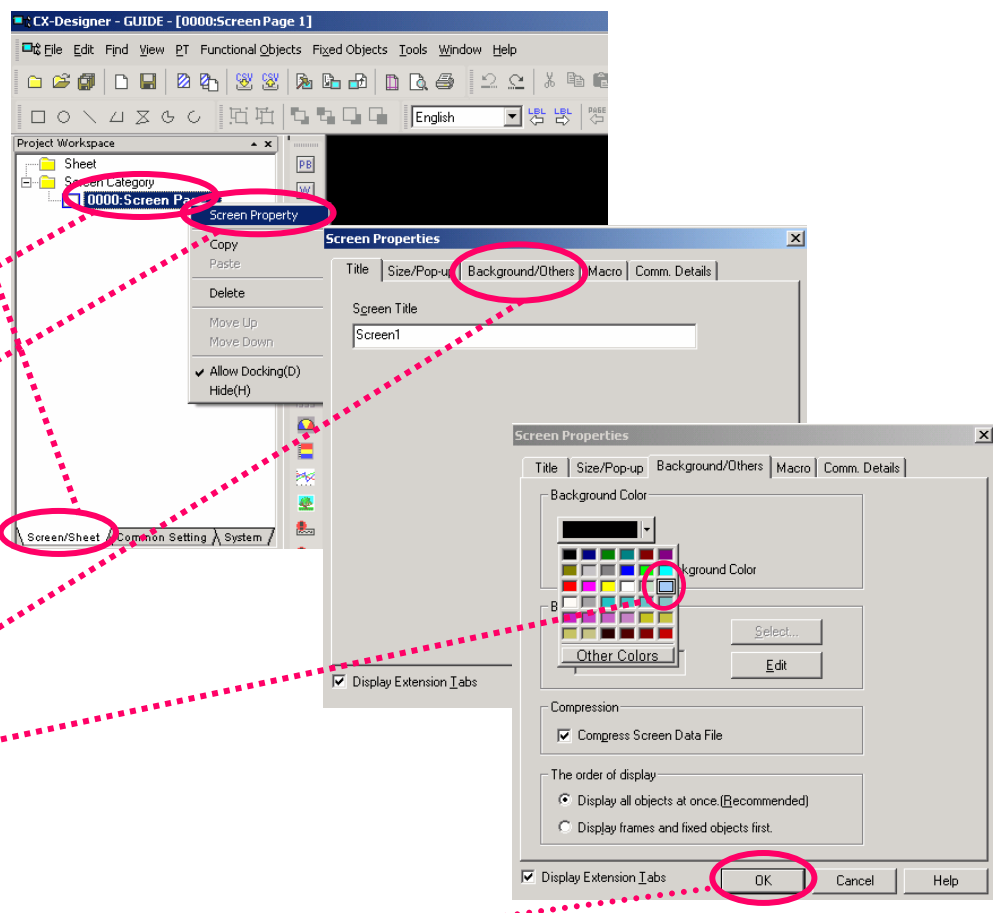 CX-Designer - GUIDE - [0000:Screen Page 1]
File Edit Find View PT Functional Objects Fixed Objects Tools Window Help
CSV CSV
English LBL LBL PAGE
Project Workspace
Sheet
Screen Category
0000:Screen Pa
PB
W
Screen Property
Copy
Paste
Delete
Move Up
Move Down
Allow Docking(D)
Hide(H)
Screen/Sheet Common Setting System
Screen Properties
Title Size/Pop-up Background/Others Macro Comm. Details
Screen Title
Screen1
Display Extension Tabs
Screen Properties
Title Size/Pop-up Background/Others Macro Comm. Details
Background Color
kground Color
B
Other Colors
Select...
Edit
Compression
Compress Screen Data File
The order of display
Display all objects at once.(Recommended)
Display frames and fixed objects first.
Display Extension Tabs
OK Cancel Help